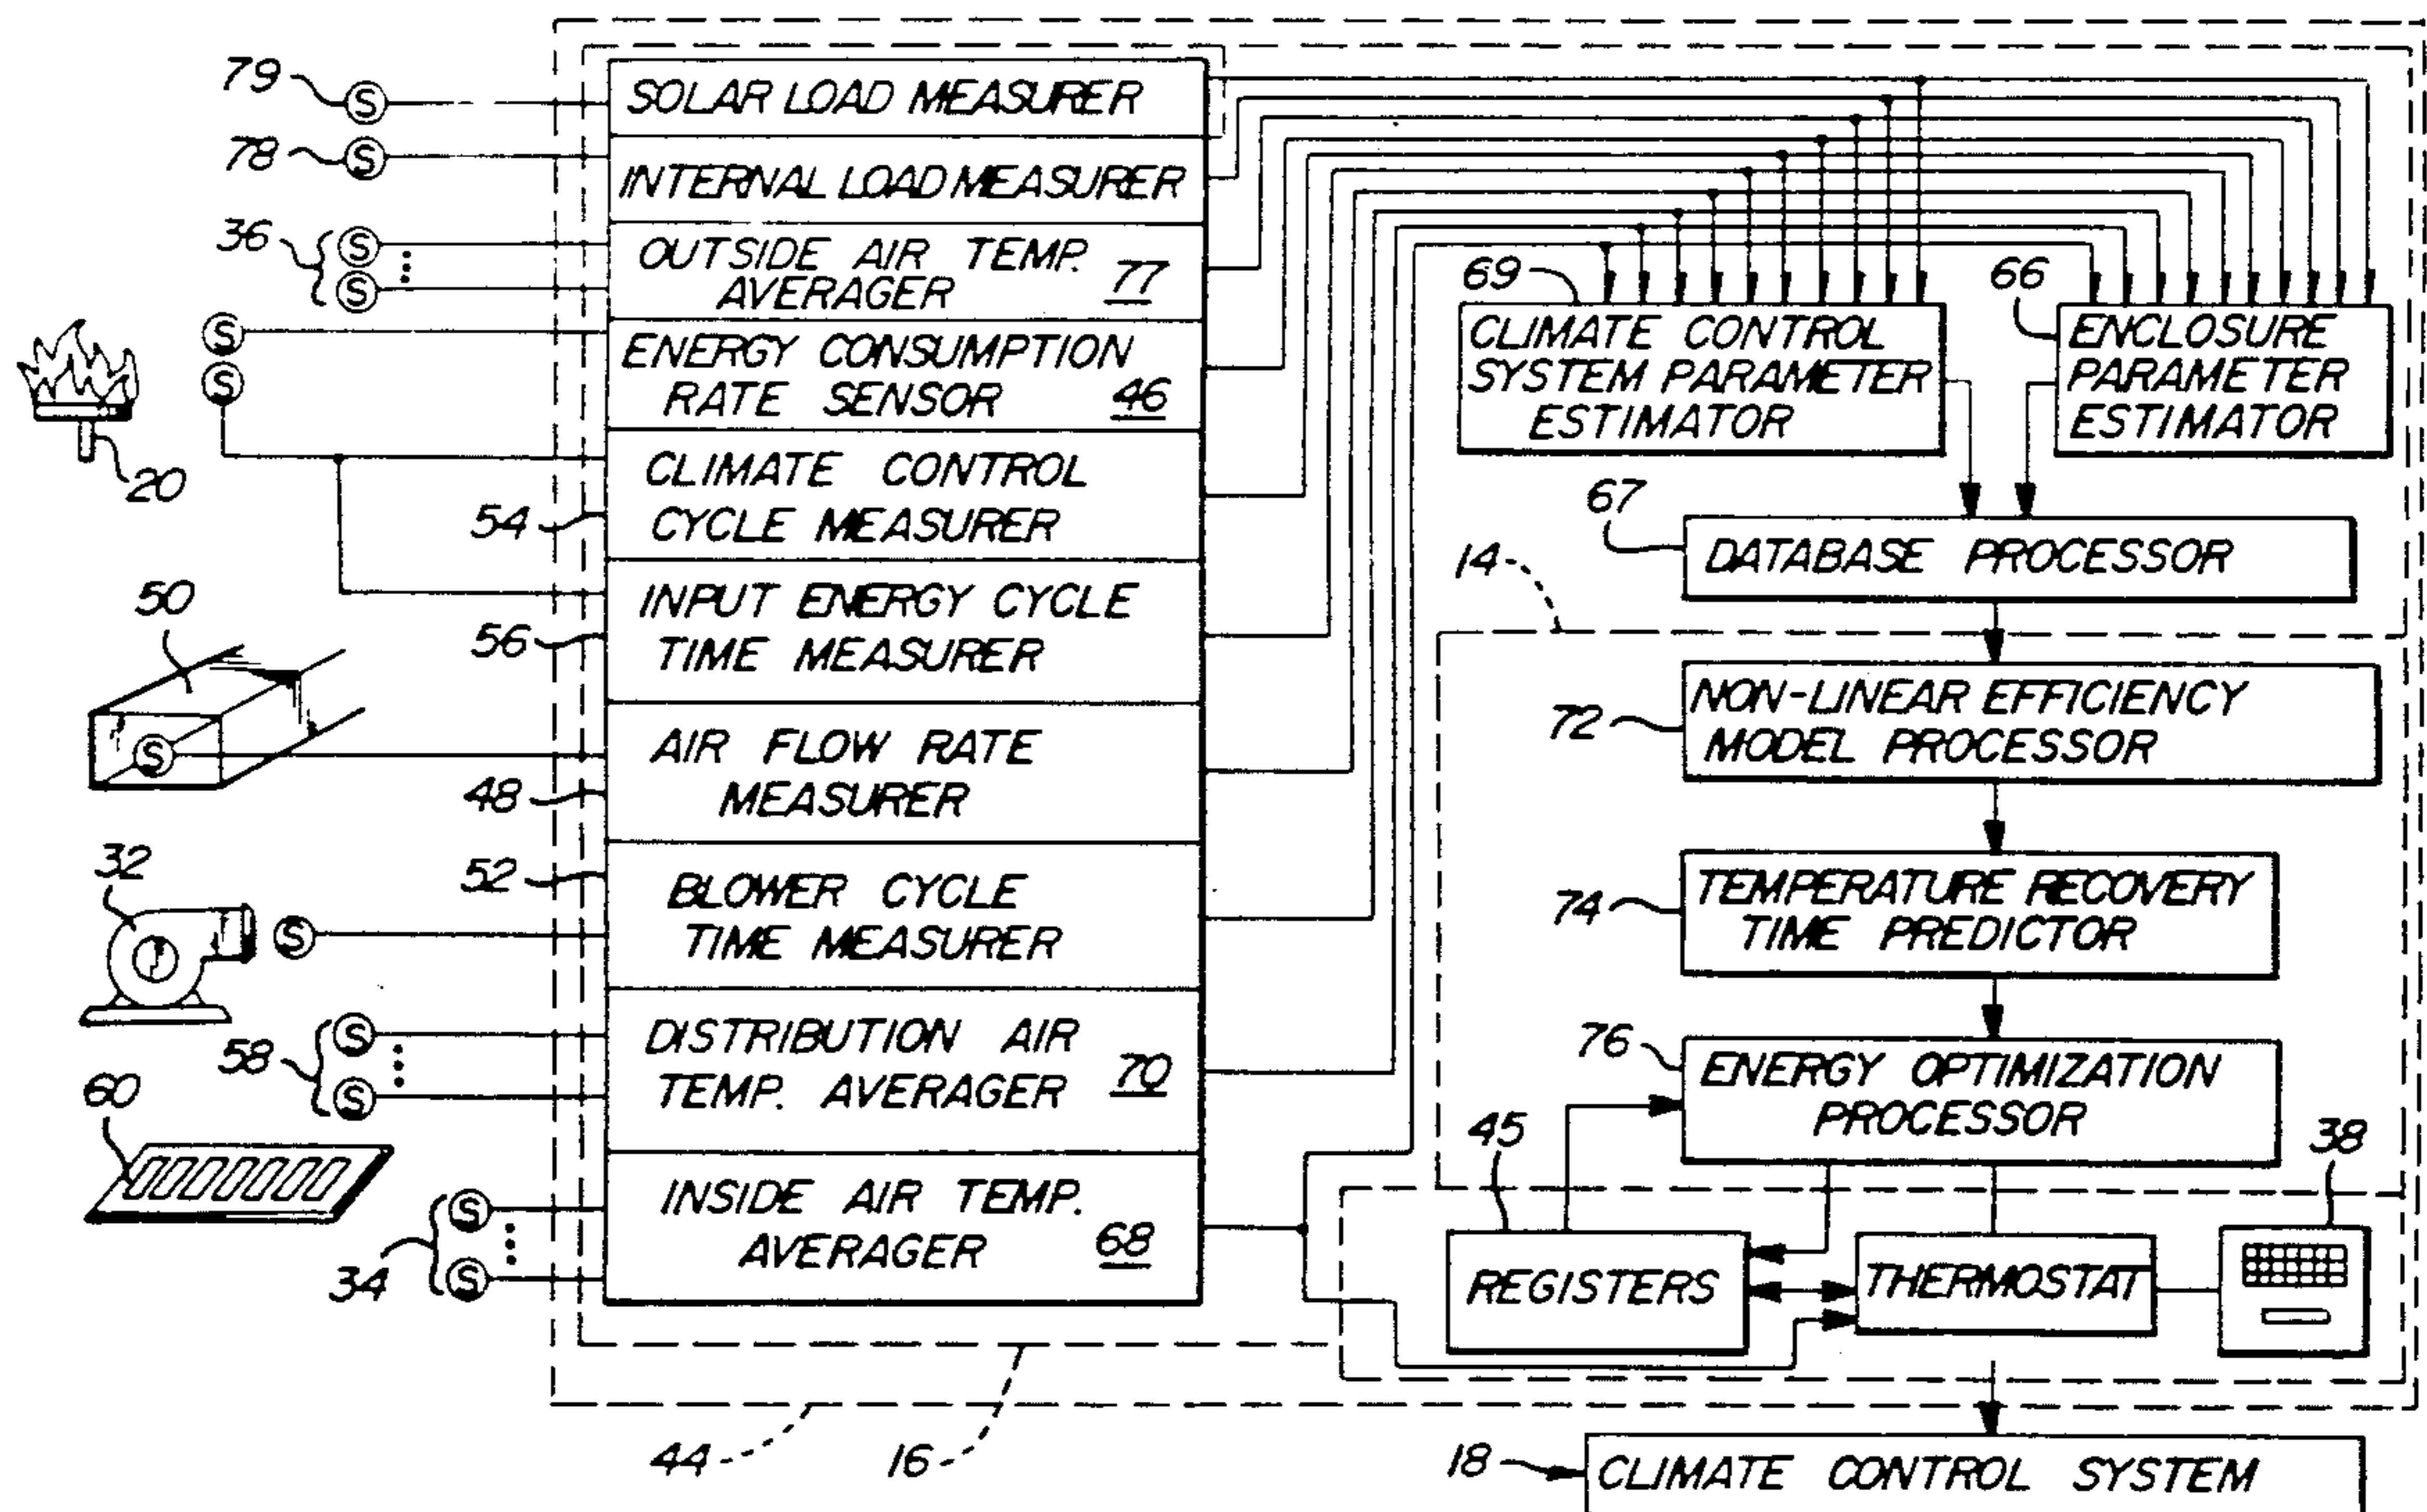 79
S
SOLAR LOAD MEASURER
78
S
INTERNAL LOAD MEASURER
36
S
S
OUTSIDE AIR TEMP.
AVERAGER 77
S
S
20
ENERGY CONSUMPTION
RATE SENSOR 46
54
CLIMATE CONTROL
CYCLE MEASURER
56
INPUT ENERGY CYCLE
TIME MEASURER
50
S
48
AIR FLOW RATE
MEASURER
32
S
52
BLOWER CYCLE
TIME MEASURER
58
S
S
DISTRIBUTION AIR
TEMP. AVERAGER 70
60
34
S
S
INSIDE AIR TEMP.
AVERAGER 68
69
CLIMATE CONTROL
SYSTEM PARAMETER
ESTIMATOR
66
ENCLOSURE
PARAMETER
ESTIMATOR
67
DATABASE PROCESSOR
14
72
NON-LINEAR EFFICIENCY
MODEL PROCESSOR
74
TEMPERATURE RECOVERY
TIME PREDICTOR
76
ENERGY OPTIMIZATION
PROCESSOR
45
REGISTERS
THERMOSTAT
38
44
16
18
CLIMATE CONTROL SYSTEM